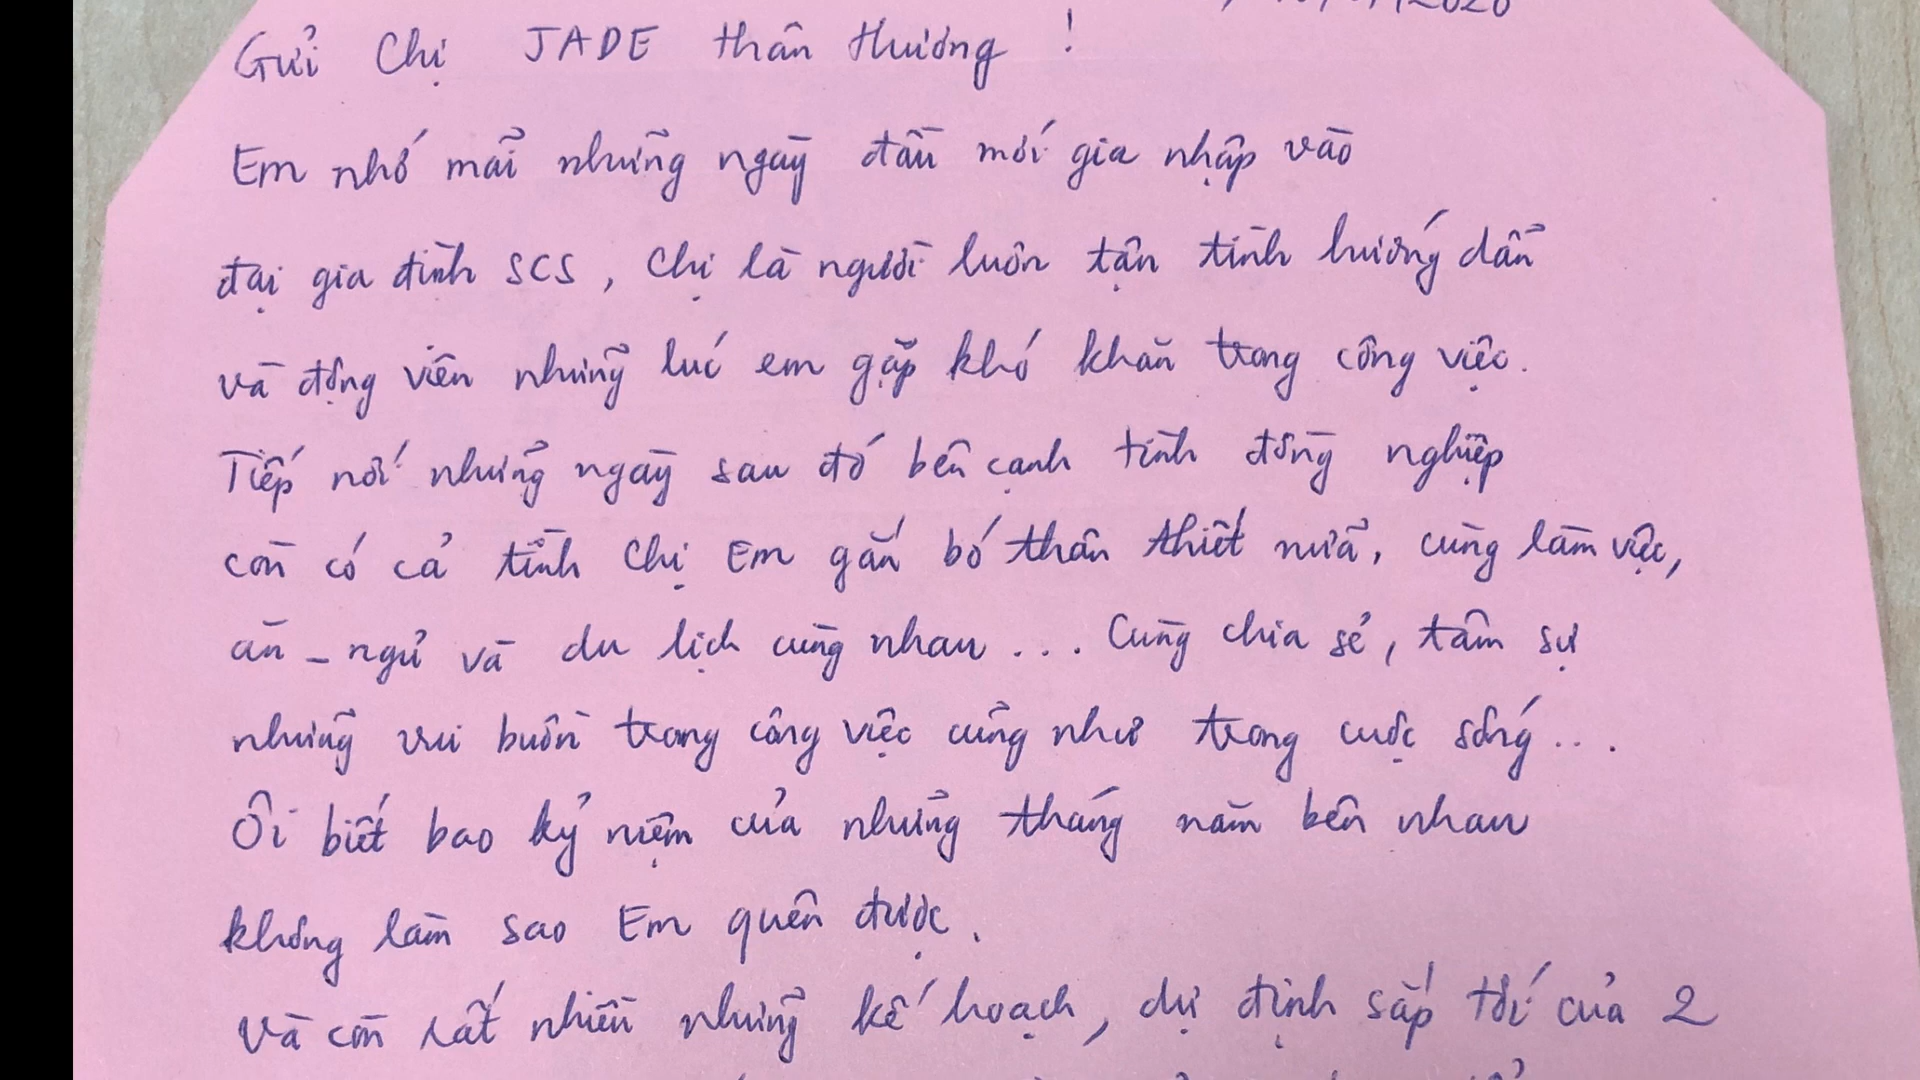 2020
Gửi Chị JADE thân thương !
Em nhớ mãi những ngày đầu mới gia nhập vào
đại gia đình SCS, Chị là người luôn tận tình hướng dẫn
và động viên những lúc em gặp khó khăn trong công việc.
Tiếp nối những ngày sau đó bên cạnh tình đồng nghiệp
còn có cả tình Chị Em gắn bó thân thiết nữa, cùng làm việc,
ăn - ngủ và du lịch cùng nhau ... Cùng chia sẻ, tâm sự
những vui buồn trong công việc cũng như trong cuộc sống ...
Ôi biết bao kỷ niệm của những tháng năm bên nhau
không làm sao Em quên được.
Và còn rất nhiều những kế hoạch, dự định sắp tới của 2